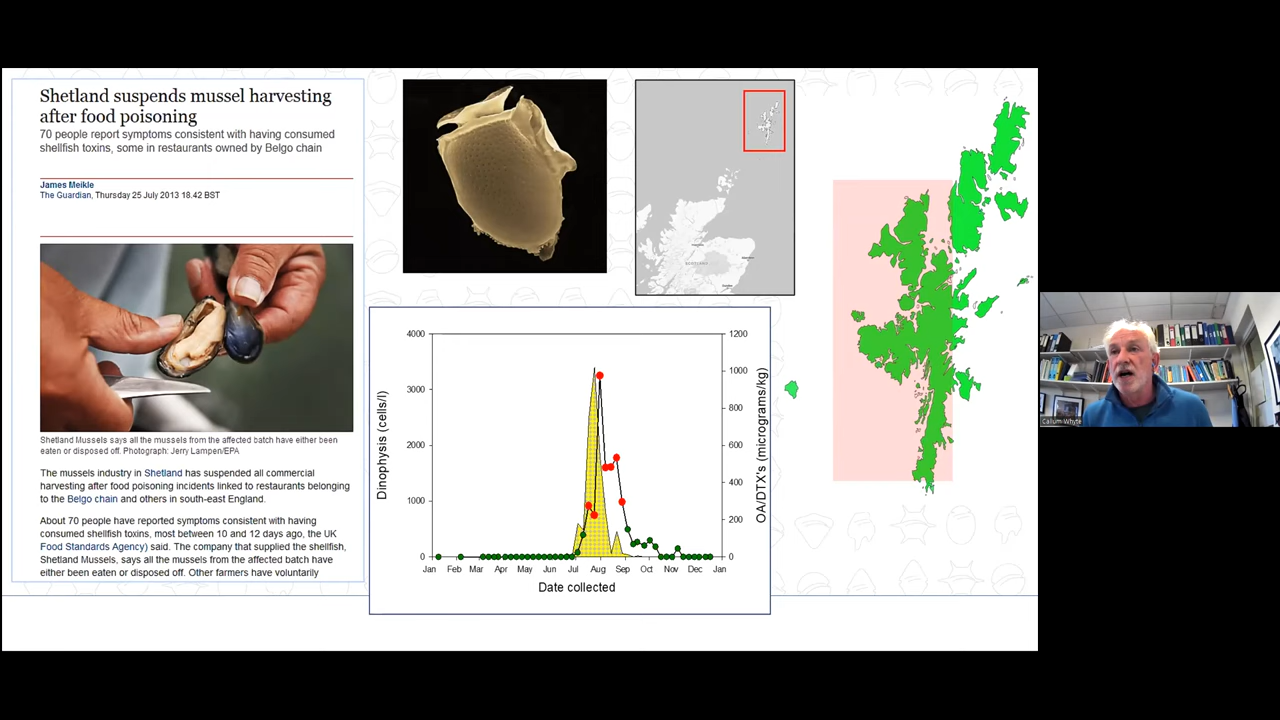 Shetland suspends mussel harvesting
after food poisoning
70 people report symptoms consistent with having consumed
shellfish toxins, some in restaurants owned by Belgo chain
James Meikle
The Guardian, Thursday 25 July 2013 18.42 BST
Shetland Mussels says all the mussels from the affected batch have either been
eaten or disposed off. Photograph: Jerry Lampen/EPA
The mussels industry in Shetland has suspended all commercial
harvesting after food poisoning incidents linked to restaurants belonging
to the Belgo chain and others in south-east England.
About 70 people have reported symptoms consistent with having
consumed shellfish toxins, most between 10 and 12 days ago, the UK
Food Standards Agency) said. The company that supplied the shellfish,
Shetland Mussels, says all the mussels from the affected batch have
either been eaten or disposed off. Other farmers have voluntarily
SCOTLAND
4000
3000
2000
1000
0
Dinophysis (cells/l)
1200
1000
800
600
400
200
0
OA/DTX's (micrograms/kg)
Jan Feb Mar Apr May Jun Jul Aug Sep Oct Nov Dec Jan
Date collected
Callum Whyte